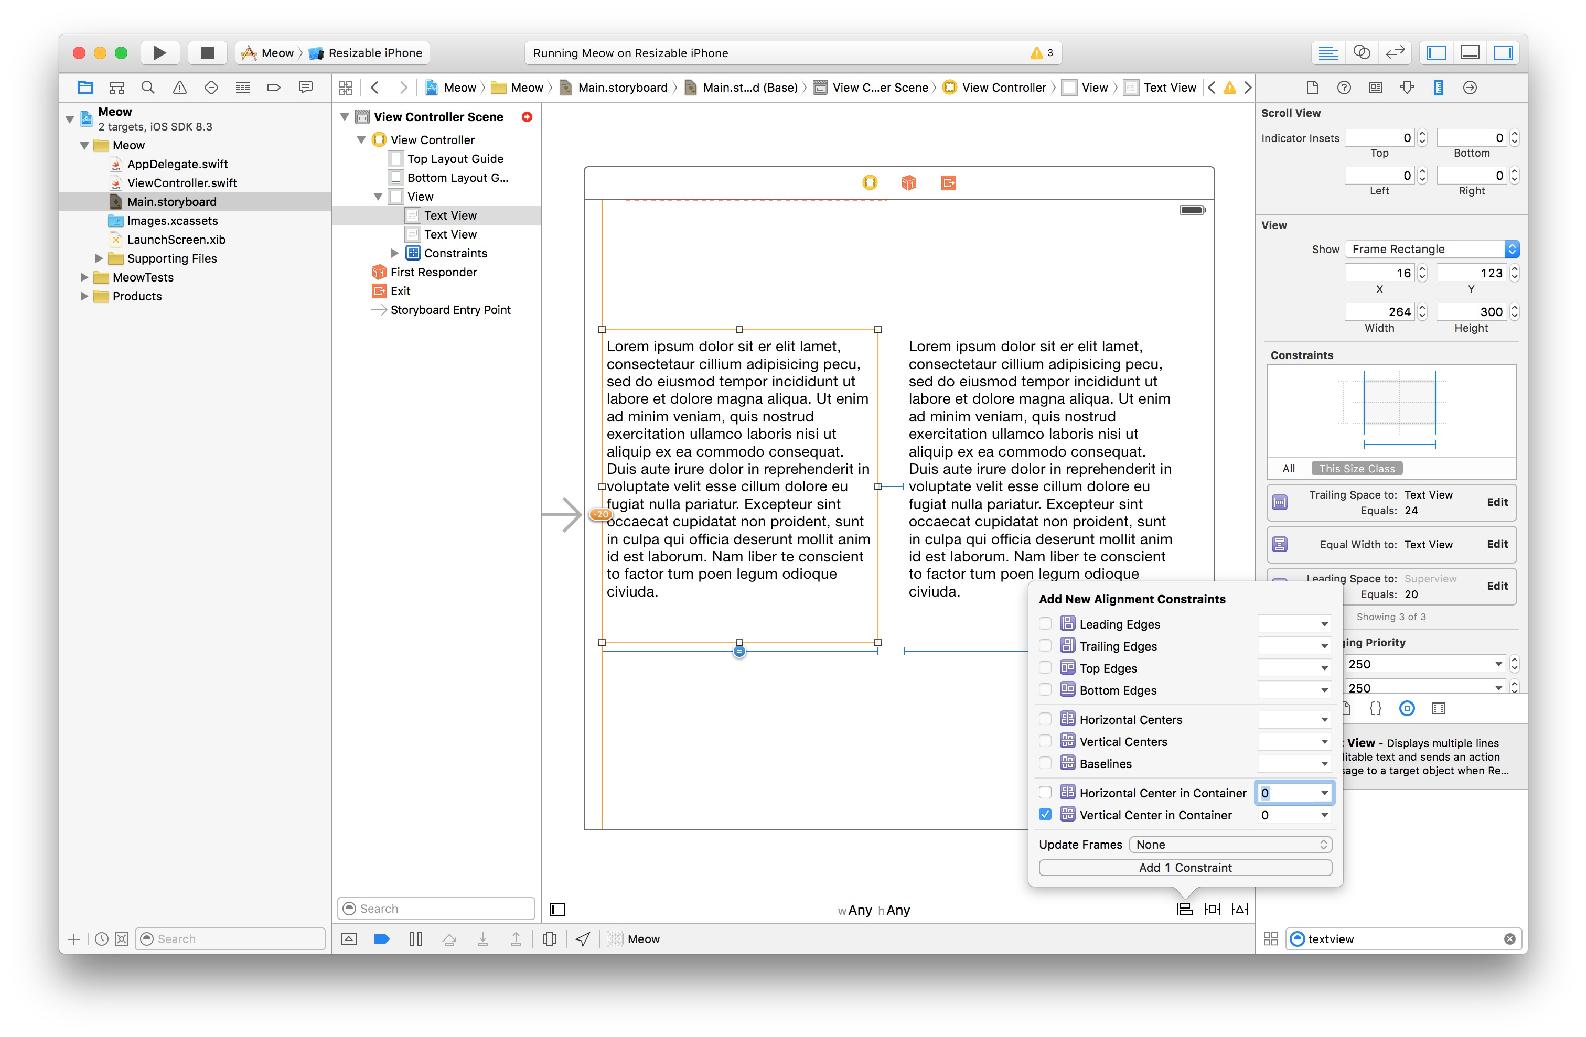 Meow
Resizable iPhone
Running Meow on Resizable iPhone
3
Meow
Meow
Main.storyboard
Main.st...d (Base)
View C...er Scene
View Controller
View
Text View
Meow
2 targets, iOS SDK 8.3
Meow
AppDelegate.swift
ViewController.swift
Main.storyboard
Images.xcassets
LaunchScreen.xib
Supporting Files
MeowTests
Products
Search
View Controller Scene
View Controller
Top Layout Guide
Bottom Layout G...
View
Text View
Text View
Constraints
First Responder
Exit
Storyboard Entry Point
Search
Lorem ipsum dolor sit er elit lamet,
consectetaur cillium adipisicing pecu,
sed do eiusmod tempor incididunt ut
labore et dolore magna aliqua. Ut enim
ad minim veniam, quis nostrud
exercitation ullamco laboris nisi ut
aliquip ex ea commodo consequat.
Duis aute irure dolor in reprehenderit in
voluptate velit esse cillum dolore eu
fugiat nulla pariatur. Excepteur sint
occaecat cupidatat non proident, sunt
in culpa qui officia deserunt mollit anim
id est laborum. Nam liber te conscient
to factor tum poen legum odioque
civiuda.
-20
Lorem ipsum dolor sit er elit lamet,
consectetaur cillium adipisicing pecu,
sed do eiusmod tempor incididunt ut
labore et dolore magna aliqua. Ut enim
ad minim veniam, quis nostrud
exercitation ullamco laboris nisi ut
aliquip ex ea commodo consequat.
Duis aute irure dolor in reprehenderit in
voluptate velit esse cillum dolore eu
fugiat nulla pariatur. Excepteur sint
occaecat cupidatat non proident, sunt
in culpa qui officia deserunt mollit anim
id est laborum. Nam liber te conscient
to factor tum poen legum odioque
civiuda.
Add New Alignment Constraints
Leading Edges
Trailing Edges
Top Edges
Bottom Edges
Horizontal Centers
Vertical Centers
Baselines
Horizontal Center in Container 0
Vertical Center in Container 0
Update Frames None
Add 1 Constraint
wAny hAny
Meow
Scroll View
Indicator Insets 0 0
Top Bottom
0 0
Left Right
View
Show Frame Rectangle
16 123
X Y
264 300
Width Height
Constraints
All This Size Class
Trailing Space to: Text View Edit
Equals: 24
Equal Width to: Text View Edit
Leading Space to: Superview
Equals: 20 Edit
Showing 3 of 3
ging Priority
250
250
{}
View - Displays multiple lines
itable text and sends an action
sage to a target object when Re...
textview